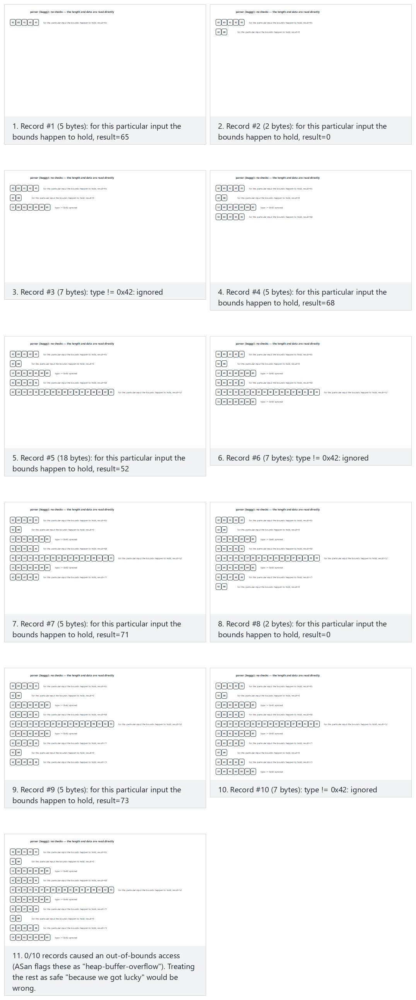 parser (buggy): no checks — the length and data are read directly
42 03 41 42 43 for this particular input the bounds happen to hold, result=65
1. Record #1 (5 bytes): for this particular input the
bounds happen to hold, result=65
parser (buggy): no checks — the length and data are read directly
42 03 41 42 43 for this particular input the bounds happen to hold, result=65
42 00 for this particular input the bounds happen to hold, result=0
2. Record #2 (2 bytes): for this particular input the
bounds happen to hold, result=0
parser (buggy): no checks — the length and data are read directly
42 03 41 42 43 for this particular input the bounds happen to hold, result=65
42 00 for this particular input the bounds happen to hold, result=0
12 05 01 02 03 04 05 type != 0x42: ignored
3. Record #3 (7 bytes): type != 0x42: ignored
parser (buggy): no checks — the length and data are read directly
42 03 41 42 43 for this particular input the bounds happen to hold, result=65
42 00 for this particular input the bounds happen to hold, result=0
12 05 01 02 03 04 05 type != 0x42: ignored
42 03 44 45 46 for this particular input the bounds happen to hold, result=68
4. Record #4 (5 bytes): for this particular input the
bounds happen to hold, result=68
parser (buggy): no checks — the length and data are read directly
42 03 41 42 43 for this particular input the bounds happen to hold, result=65
42 00 for this particular input the bounds happen to hold, result=0
12 05 01 02 03 04 05 type != 0x42: ignored
42 03 44 45 46 for this particular input the bounds happen to hold, result=68
42 10 34 35 36 37 38 39 3A 3B 3C 3D 3E 3F 40 41 42 43 for this particular input the bounds happen to hold, result=52
5. Record #5 (18 bytes): for this particular input the
bounds happen to hold, result=52
parser (buggy): no checks — the length and data are read directly
42 03 41 42 43 for this particular input the bounds happen to hold, result=65
42 00 for this particular input the bounds happen to hold, result=0
12 05 01 02 03 04 05 type != 0x42: ignored
42 03 44 45 46 for this particular input the bounds happen to hold, result=68
42 10 34 35 36 37 38 39 3A 3B 3C 3D 3E 3F 40 41 42 43 for this particular input the bounds happen to hold, result=52
15 05 01 02 03 04 05 type != 0x42: ignored
6. Record #6 (7 bytes): type != 0x42: ignored
parser (buggy): no checks — the length and data are read directly
42 03 41 42 43 for this particular input the bounds happen to hold, result=65
42 00 for this particular input the bounds happen to hold, result=0
12 05 01 02 03 04 05 type != 0x42: ignored
42 03 44 45 46 for this particular input the bounds happen to hold, result=68
42 10 34 35 36 37 38 39 3A 3B 3C 3D 3E 3F 40 41 42 43 for this particular input the bounds happen to hold, result=52
15 05 01 02 03 04 05 type != 0x42: ignored
42 03 47 48 49 for this particular input the bounds happen to hold, result=71
7. Record #7 (5 bytes): for this particular input the
bounds happen to hold, result=71
parser (buggy): no checks — the length and data are read directly
42 03 41 42 43 for this particular input the bounds happen to hold, result=65
42 00 for this particular input the bounds happen to hold, result=0
12 05 01 02 03 04 05 type != 0x42: ignored
42 03 44 45 46 for this particular input the bounds happen to hold, result=68
42 10 34 35 36 37 38 39 3A 3B 3C 3D 3E 3F 40 41 42 43 for this particular input the bounds happen to hold, result=52
15 05 01 02 03 04 05 type != 0x42: ignored
42 03 47 48 49 for this particular input the bounds happen to hold, result=71
42 00 for this particular input the bounds happen to hold, result=0
8. Record #8 (2 bytes): for this particular input the
bounds happen to hold, result=0
parser (buggy): no checks — the length and data are read directly
42 03 41 42 43 for this particular input the bounds happen to hold, result=65
42 00 for this particular input the bounds happen to hold, result=0
12 05 01 02 03 04 05 type != 0x42: ignored
42 03 44 45 46 for this particular input the bounds happen to hold, result=68
42 10 34 35 36 37 38 39 3A 3B 3C 3D 3E 3F 40 41 42 43 for this particular input the bounds happen to hold, result=52
15 05 01 02 03 04 05 type != 0x42: ignored
42 03 47 48 49 for this particular input the bounds happen to hold, result=71
42 00 for this particular input the bounds happen to hold, result=0
42 03 49 4A 4B for this particular input the bounds happen to hold, result=73
9. Record #9 (5 bytes): for this particular input the
bounds happen to hold, result=73
parser (buggy): no checks — the length and data are read directly
42 03 41 42 43 for this particular input the bounds happen to hold, result=65
42 00 for this particular input the bounds happen to hold, result=0
12 05 01 02 03 04 05 type != 0x42: ignored
42 03 44 45 46 for this particular input the bounds happen to hold, result=68
42 10 34 35 36 37 38 39 3A 3B 3C 3D 3E 3F 40 41 42 43 for this particular input the bounds happen to hold, result=52
15 05 01 02 03 04 05 type != 0x42: ignored
42 03 47 48 49 for this particular input the bounds happen to hold, result=71
42 00 for this particular input the bounds happen to hold, result=0
42 03 49 4A 4B for this particular input the bounds happen to hold, result=73
19 05 01 02 03 04 05 type != 0x42: ignored
10. Record #10 (7 bytes): type != 0x42: ignored
parser (buggy): no checks — the length and data are read directly
42 03 41 42 43 for this particular input the bounds happen to hold, result=65
42 00 for this particular input the bounds happen to hold, result=0
12 05 01 02 03 04 05 type != 0x42: ignored
42 03 44 45 46 for this particular input the bounds happen to hold, result=68
42 10 34 35 36 37 38 39 3A 3B 3C 3D 3E 3F 40 41 42 43 for this particular input the bounds happen to hold, result=52
15 05 01 02 03 04 05 type != 0x42: ignored
42 03 47 48 49 for this particular input the bounds happen to hold, result=71
42 00 for this particular input the bounds happen to hold, result=0
42 03 49 4A 4B for this particular input the bounds happen to hold, result=73
19 05 01 02 03 04 05 type != 0x42: ignored
11. 0/10 records caused an out-of-bounds access
(ASan flags these as "heap-buffer-overflow"). Treating
the rest as safe "because we got lucky" would be
wrong.